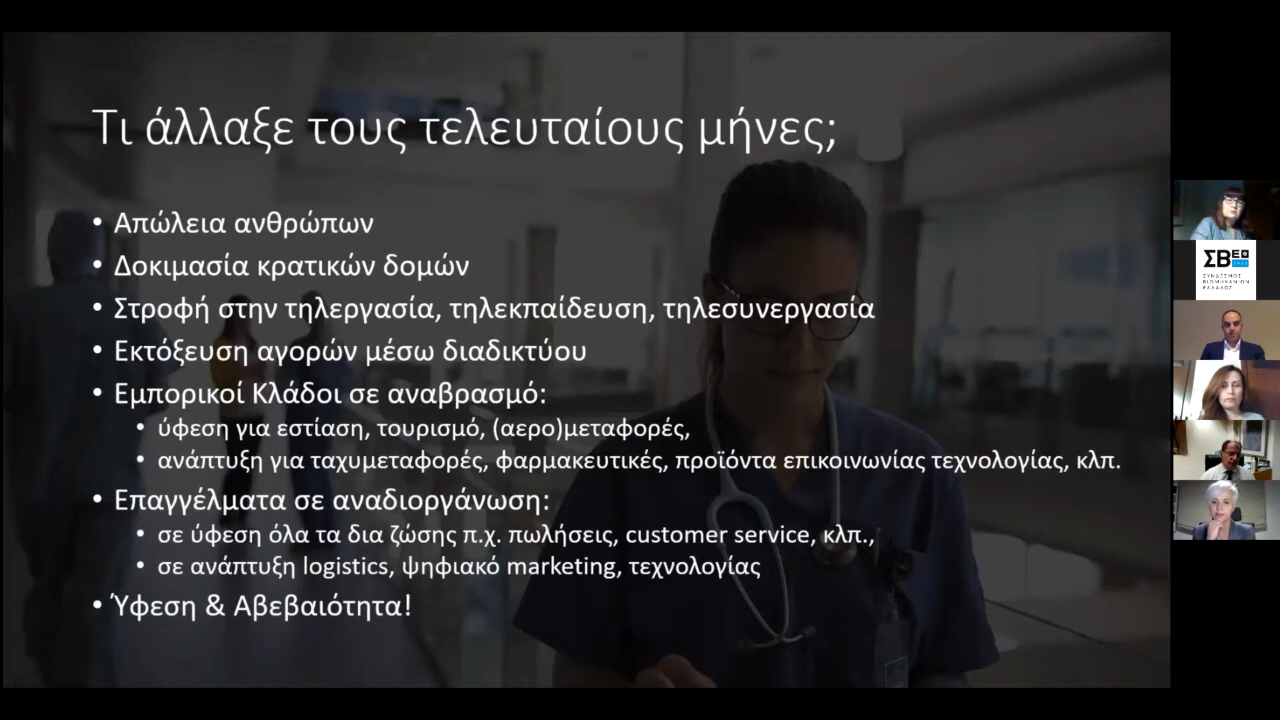 Τι άλλαξε τους τελευταίους μήνες;
• Απώλεια ανθρώπων
• Δοκιμασία κρατικών δομών
• Στροφή στην τηλεργασία, τηλεκπαίδευση, τηλεσυνεργασία
• Εκτόξευση αγορών μέσω διαδικτύου
• Εμπορικοί Κλάδοι σε αναβρασμό:
• ύφεση για εστίαση, τουρισμό, (αερο)μεταφορές,
• ανάπτυξη για ταχυμεταφορές, φαρμακευτικές, προϊόντα επικοινωνίας τεχνολογίας, κλπ.
• Επαγγέλματα σε αναδιοργάνωση:
• σε ύφεση όλα τα δια ζώσης π.χ. πωλήσεις, customer service, κλπ.,
• σε ανάπτυξη logistics, ψηφιακό marketing, τεχνολογίας
• Ύφεση & Αβεβαιότητα!
ΣΒΕ
ΣΥΝΔΕΣΜΟΣ
ΒΙΟΜΗΧΑΝΙΩΝ
ΕΛΛΑΔΟΣ